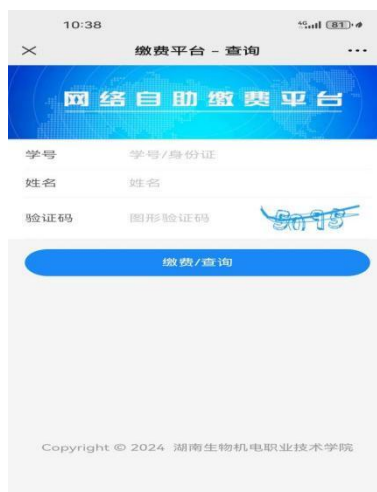 10:38
4G 81
缴费平台 – 查询
网络自助缴费平台
学号 学号/身份证
姓名 姓名
验证码 图形验证码 5095
缴费/查询
Copyright © 2024 湖南生物机电职业技术学院